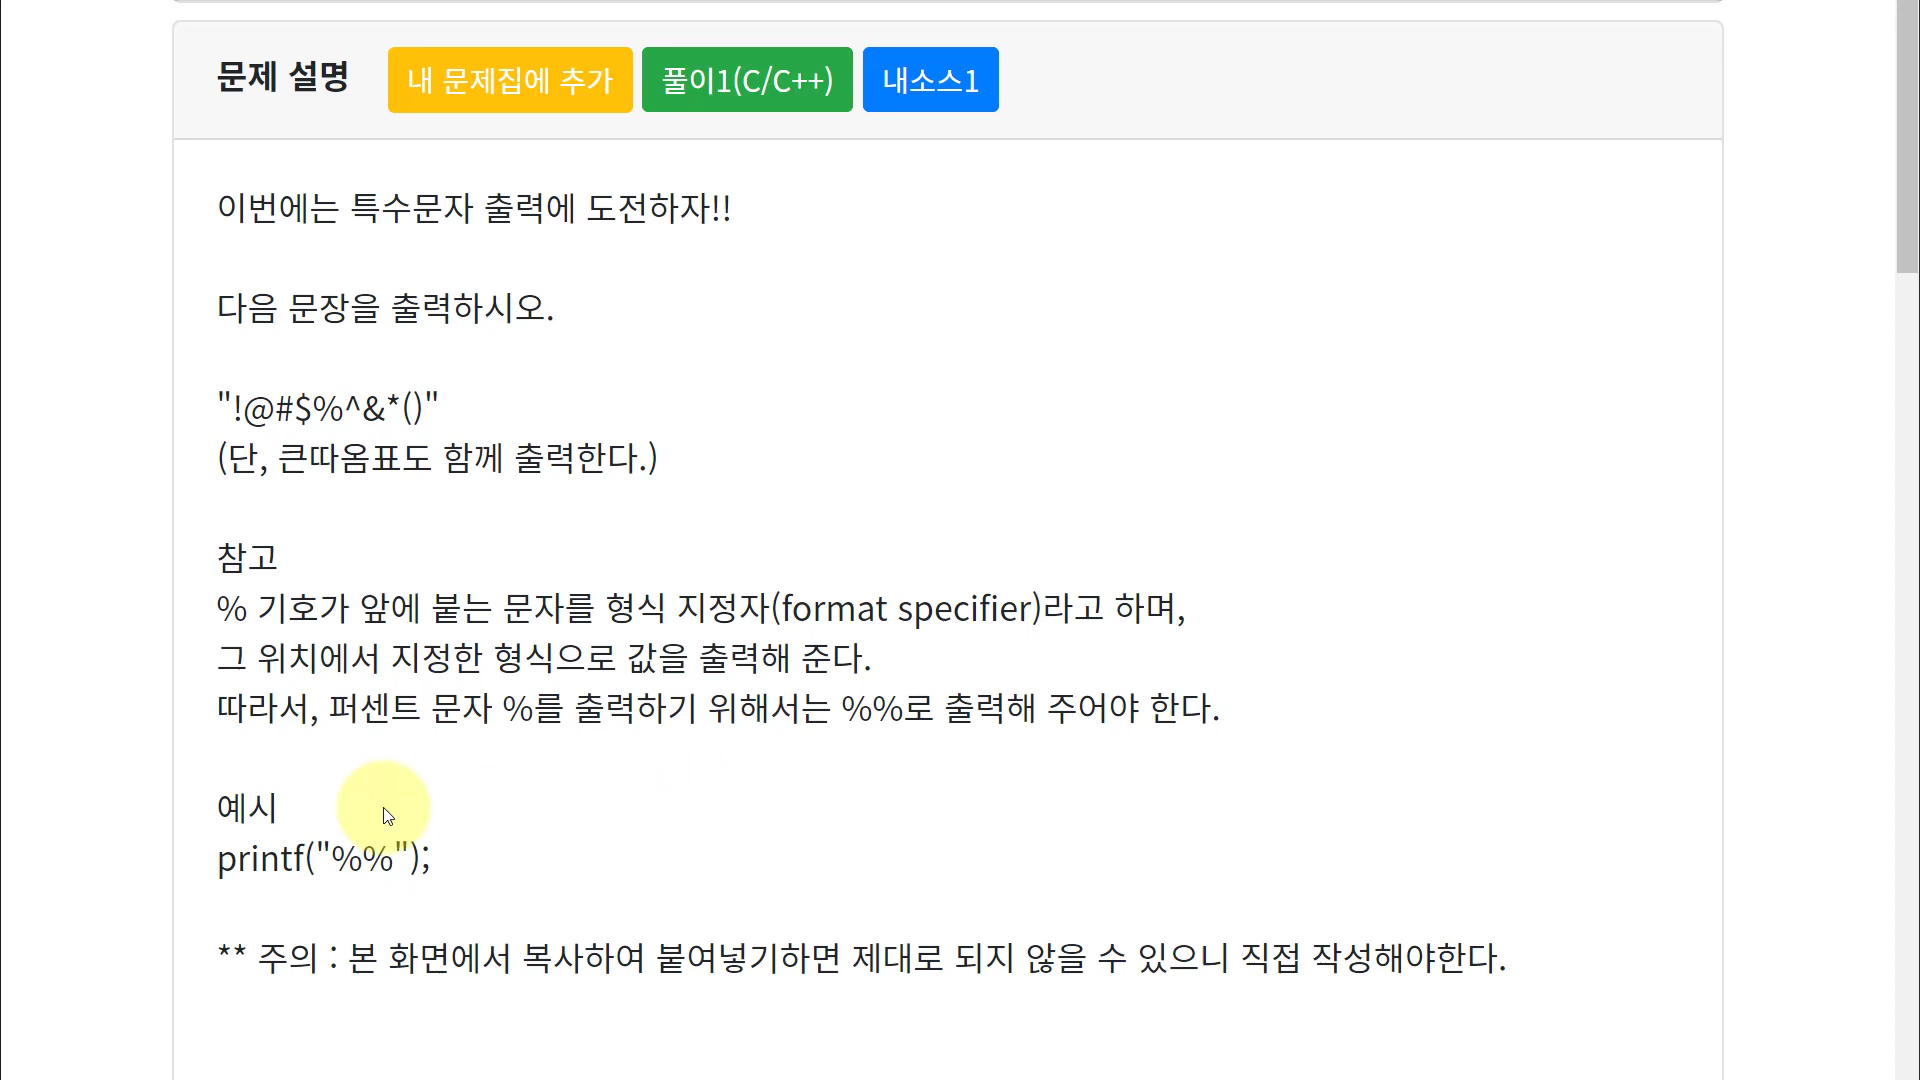 문제 설명 내 문제집에 추가 풀이1(C/C++) 내소스1
이번에는 특수문자 출력에 도전하자!!
다음 문장을 출력하시오.
"!@#$%^&*()"
(단, 큰따옴표도 함께 출력한다.)
참고
% 기호가 앞에 붙는 문자를 형식 지정자(format specifier)라고 하며,
그 위치에서 지정한 형식으로 값을 출력해 준다.
따라서, 퍼센트 문자 %를 출력하기 위해서는 %%로 출력해 주어야 한다.
예시
printf("%%");
** 주의 : 본 화면에서 복사하여 붙여넣기하면 제대로 되지 않을 수 있으니 직접 작성해야한다.